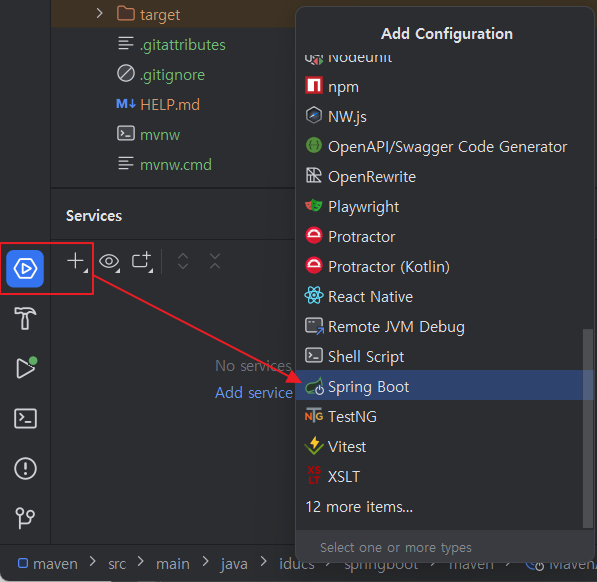 target
.gitattributes
.gitignore
M↓ HELP.md
mvnw
mvnw.cmd
Services
No services
Add service
Add Configuration
Nodeunit
npm
NW.js
OpenAPI/Swagger Code Generator
OpenRewrite
Playwright
Protractor
Protractor (Kotlin)
React Native
Remote JVM Debug
Shell Script
Spring Boot
TestNG
Vitest
XSLT
12 more items...
Select one or more types
maven > src > main > java > iducs > springboot > maven > Maven